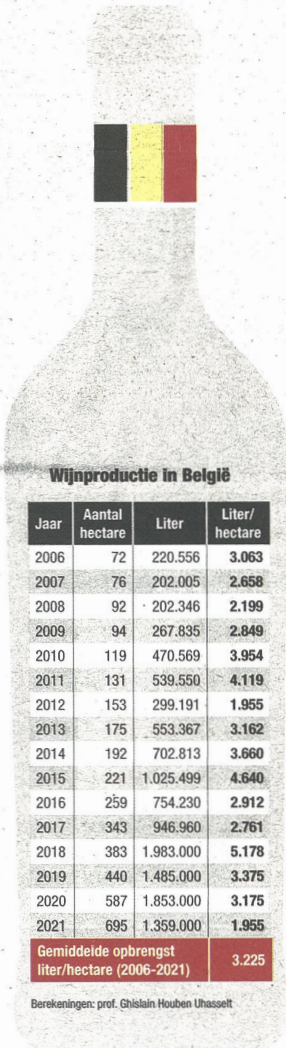 Wijnproductie in België
Jaar Aantal hectare Liter Liter/ hectare
2006 72 220.556 3.063
2007 76 202.005 2.658
2008 92 202.346 2.199
2009 94 267.835 2.849
2010 119 470.569 3.954
2011 131 539.550 4.119
2012 153 299.191 1.955
2013 175 553.367 3.162
2014 192 702.813 3.660
2015 221 1.025.499 4.640
2016 259 754.230 2.912
2017 343 946.960 2.761
2018 383 1.983.000 5.178
2019 440 1.485.000 3.375
2020 587 1.853.000 3.175
2021 695 1.359.000 1.955
Gemiddelde opbrengst
liter/hectare (2006-2021) 3.225
Berekeningen: prof. Ghislain Houben Uhasselt